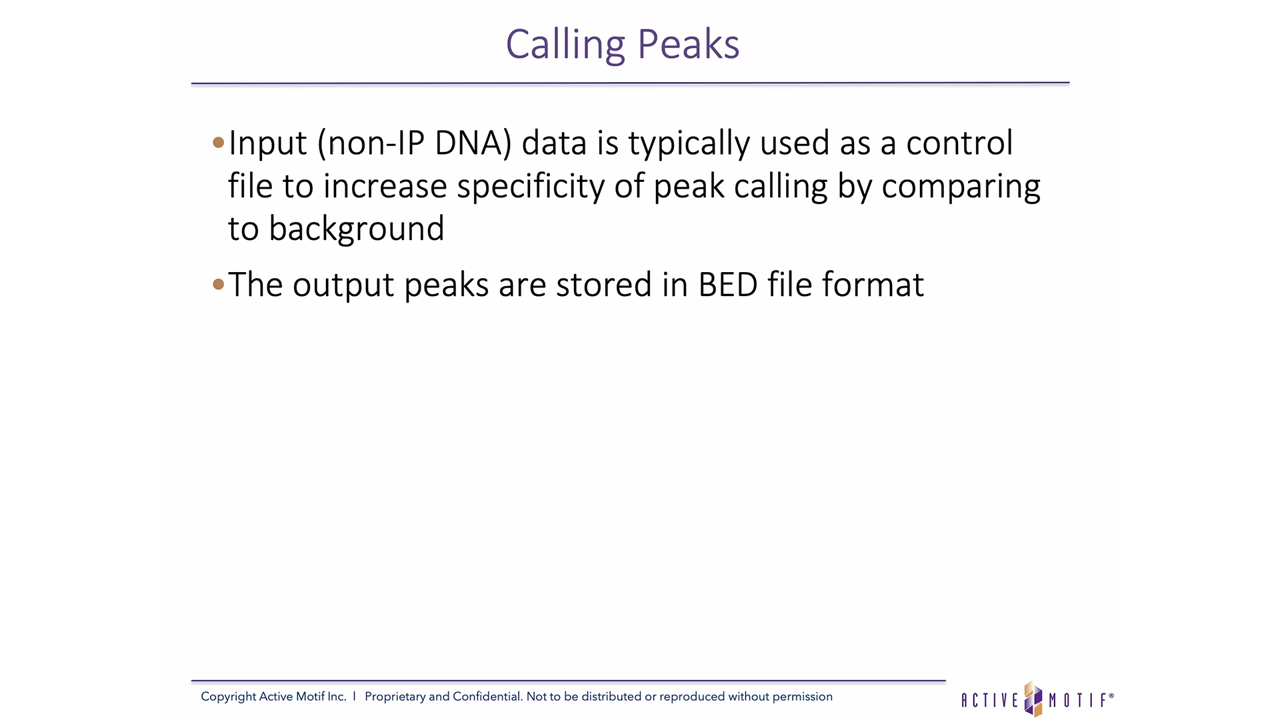 Calling Peaks
•Input (non-IP DNA) data is typically used as a control
file to increase specificity of peak calling by comparing
to background
•The output peaks are stored in BED file format
Copyright Active Motif Inc. | Proprietary and Confidential. Not to be distributed or reproduced without permission
ACTIVE MOTIF®